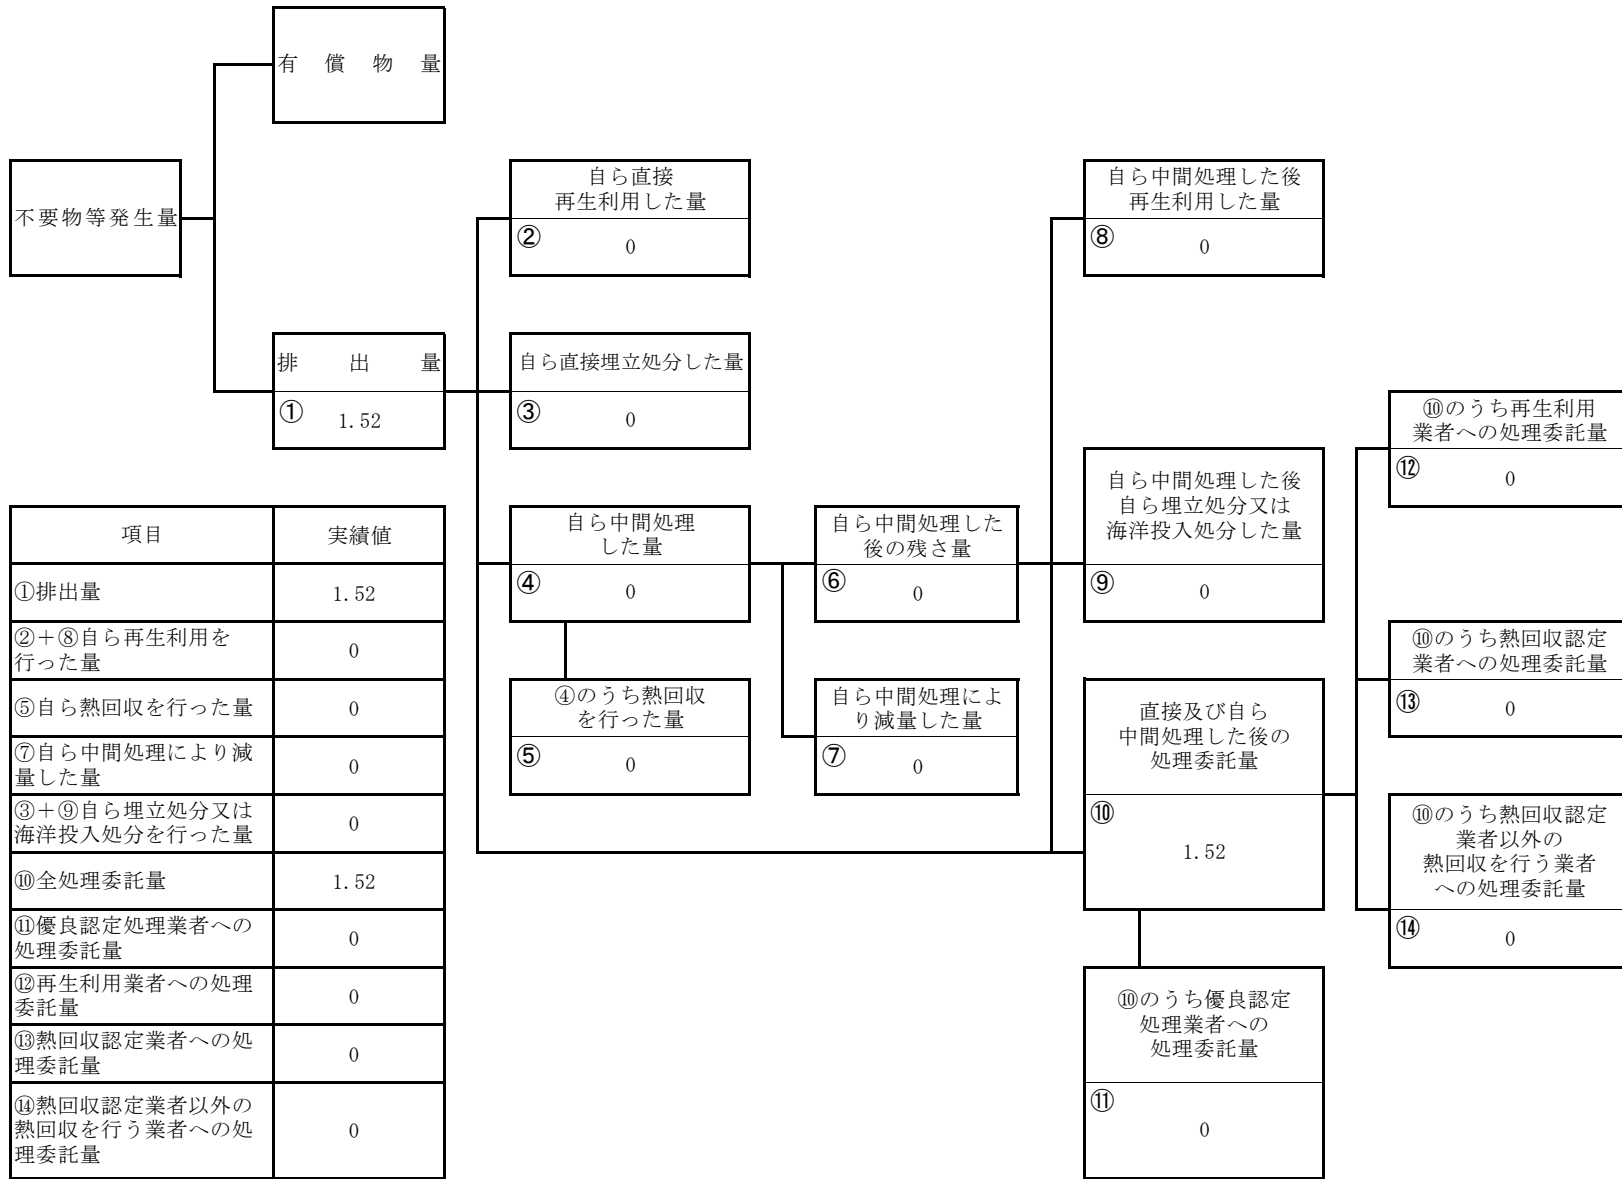 有償物量
不要物等発生量
自ら直接
再生利用した量
② 0
自ら中間処理した後
再生利用した量
⑧ 0
排出量
① 1.52
自ら直接埋立処分した量
③ 0
⑩のうち再生利用
業者への処理委託量
⑫ 0
自ら中間処理
した量
④ 0
自ら中間処理した
後の残さ量
⑥ 0
自ら中間処理した後
自ら埋立処分又は
海洋投入処分した量
⑨ 0
⑩のうち熱回収認定
業者への処理委託量
⑬ 0
④のうち熱回収
を行った量
⑤ 0
自ら中間処理によ
り減量した量
⑦ 0
直接及び自ら
中間処理した後の
処理委託量
⑩
1.52
⑩のうち熱回収認定
業者以外の
熱回収を行う業者
への処理委託量
⑭ 0
⑩のうち優良認定
処理業者への
処理委託量
⑪
0
項目 実績値
①排出量 1.52
②+⑧自ら再生利用を
行った量 0
⑤自ら熱回収を行った量 0
⑦自ら中間処理により減
量した量 0
③+⑨自ら埋立処分又は
海洋投入処分を行った量 0
⑩全処理委託量 1.52
⑪優良認定処理業者への
処理委託量 0
⑫再生利用業者への処理
委託量 0
⑬熱回収認定業者への処
理委託量 0
⑭熱回収認定業者以外の
熱回収を行う業者への処 0
理委託量